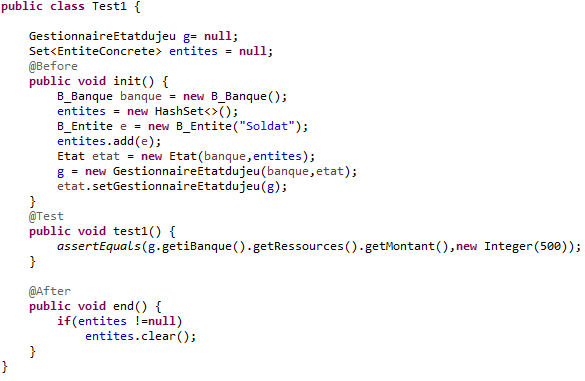 public class Test1 {
GestionnaireEtatdujeu g= null;
Set<EntiteConcrete> entites = null;
@Before
public void init() {
B_Banque banque = new B_Banque();
entites = new HashSet<>();
B_Entite e = new B_Entite("Soldat");
entites.add(e);
Etat etat = new Etat(banque,entites);
g = new GestionnaireEtatdujeu(banque,etat);
etat.setGestionnaireEtatdujeu(g);
}
@Test
public void test1() {
assertEquals(g.getiBanque().getRessources().getMontant(),new Integer(500));
}
@After
public void end() {
if(entites !=null)
entites.clear();
}
}